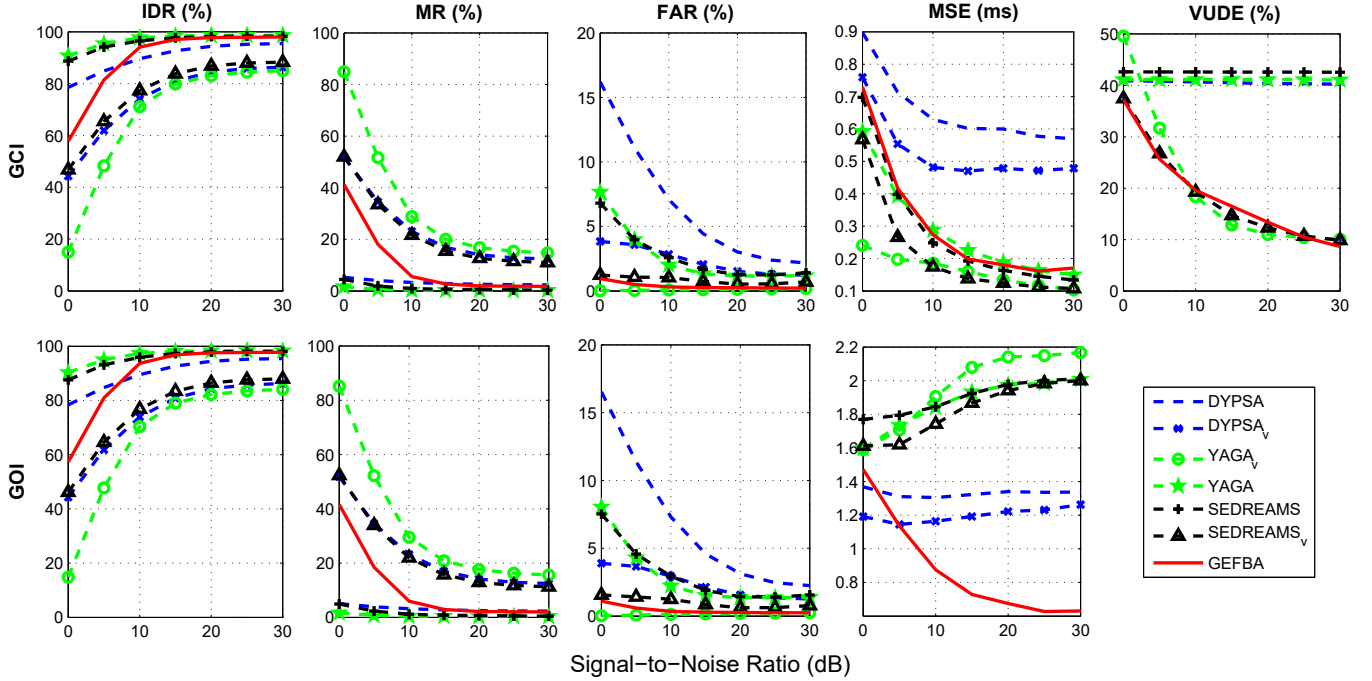 IDR (%)
MR (%)
FAR (%)
MSE (ms)
VUDE (%)
GCI
100
80
60
40
20
0
0 10 20 30
100
80
60
40
20
0
0 10 20 30
20
15
10
5
0
0 10 20 30
0.9
0.8
0.7
0.6
0.5
0.4
0.3
0.2
0.1
0 10 20 30
50
40
30
20
10
0
0 10 20 30
GOI
100
80
60
40
20
0
0 10 20 30
100
80
60
40
20
0
0 10 20 30
20
15
10
5
0
0 10 20 30
2.2
2
1.8
1.6
1.4
1.2
1
0.8
0 10 20 30
DYPSA
DYPSAv
YAGAv
YAGA
SEDREAMS
SEDREAMSv
GEFBA
Signal−to−Noise Ratio (dB)